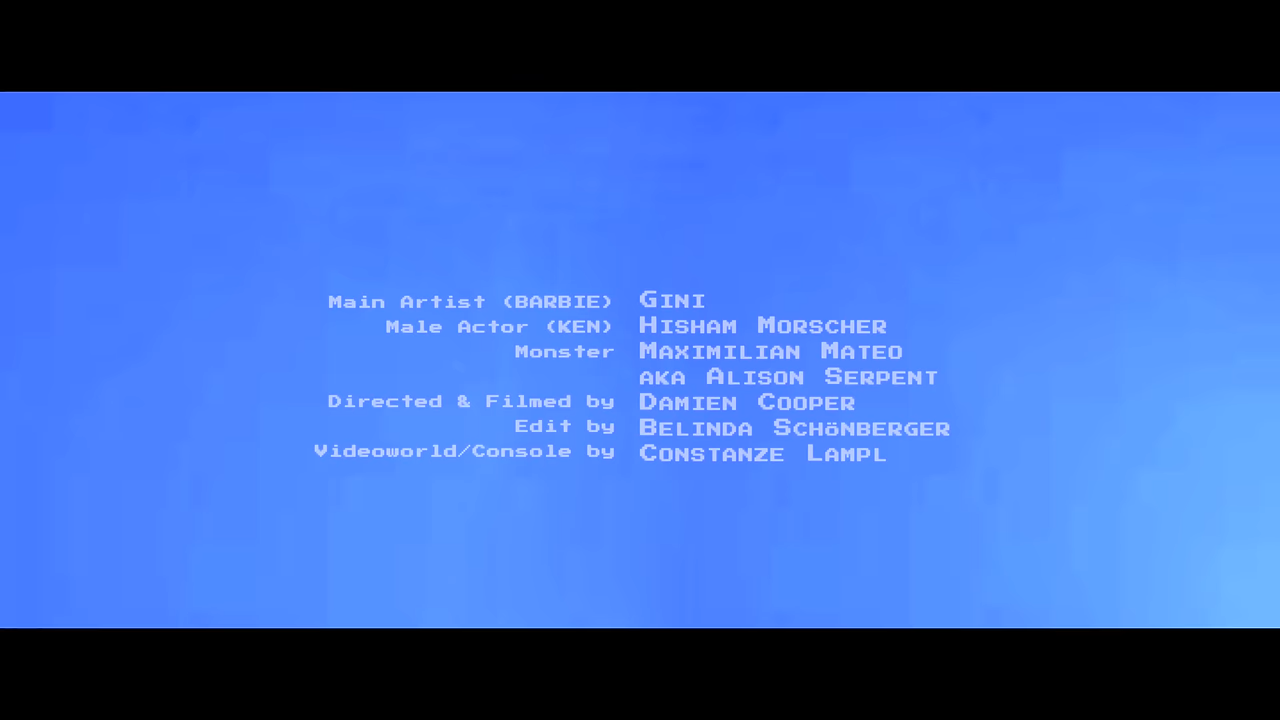 Main Artist (BARBIE) GINI
Male Actor (KEN) HISHAM MORSCHER
Monster MAXIMILIAN MATEO
AKA ALISON SERPENT
Directed & Filmed by DAMIEN COOPER
Edit by BELINDA SCHöNBERGER
Videoworld/Console by CONSTANZE LAMPL